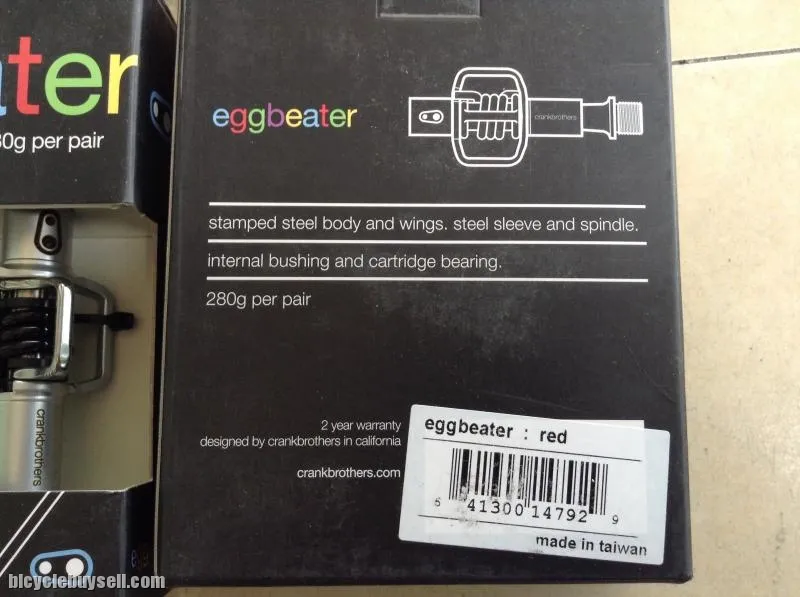 ater
80g per pair
crankbrothers
eggbeater
crankbrothers
stamped steel body and wings. steel sleeve and spindle.
internal bushing and cartridge bearing.
280g per pair
2 year warranty
designed by crankbrothers in california
crankbrothers.com
eggbeater : red
6 41300 14792 9
made in taiwan
bicyclebuysell.com